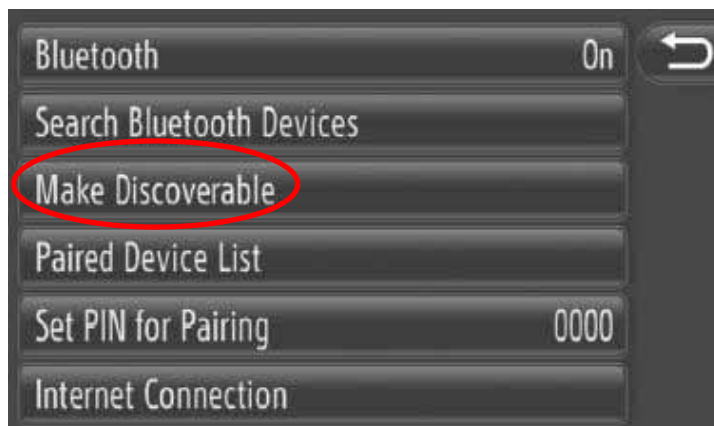 Bluetooth On
Search Bluetooth Devices
Make Discoverable
Paired Device List
Set PIN for Pairing 0000
Internet Connection